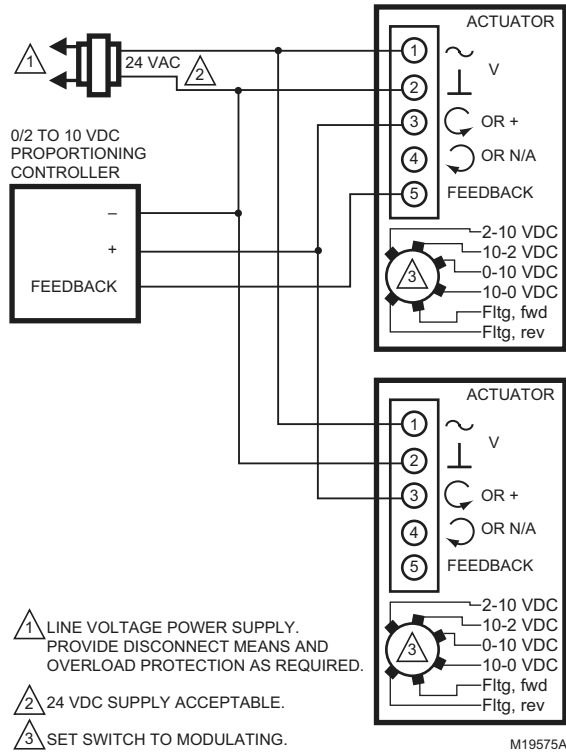 ACTUATOR
1
24 VAC
2
1 V
2
3 OR +
4 OR N/A
5 FEEDBACK
0/2 TO 10 VDC
PROPORTIONING
CONTROLLER
–
+
FEEDBACK
2-10 VDC
10-2 VDC
0-10 VDC
10-0 VDC
Fltg, fwd
Fltg, rev
3
ACTUATOR
1 V
2
3 OR +
4 OR N/A
5 FEEDBACK
2-10 VDC
10-2 VDC
0-10 VDC
10-0 VDC
Fltg, fwd
Fltg, rev
3
1 LINE VOLTAGE POWER SUPPLY.
PROVIDE DISCONNECT MEANS AND
OVERLOAD PROTECTION AS REQUIRED.
2 24 VDC SUPPLY ACCEPTABLE.
3 SET SWITCH TO MODULATING.
M19575A